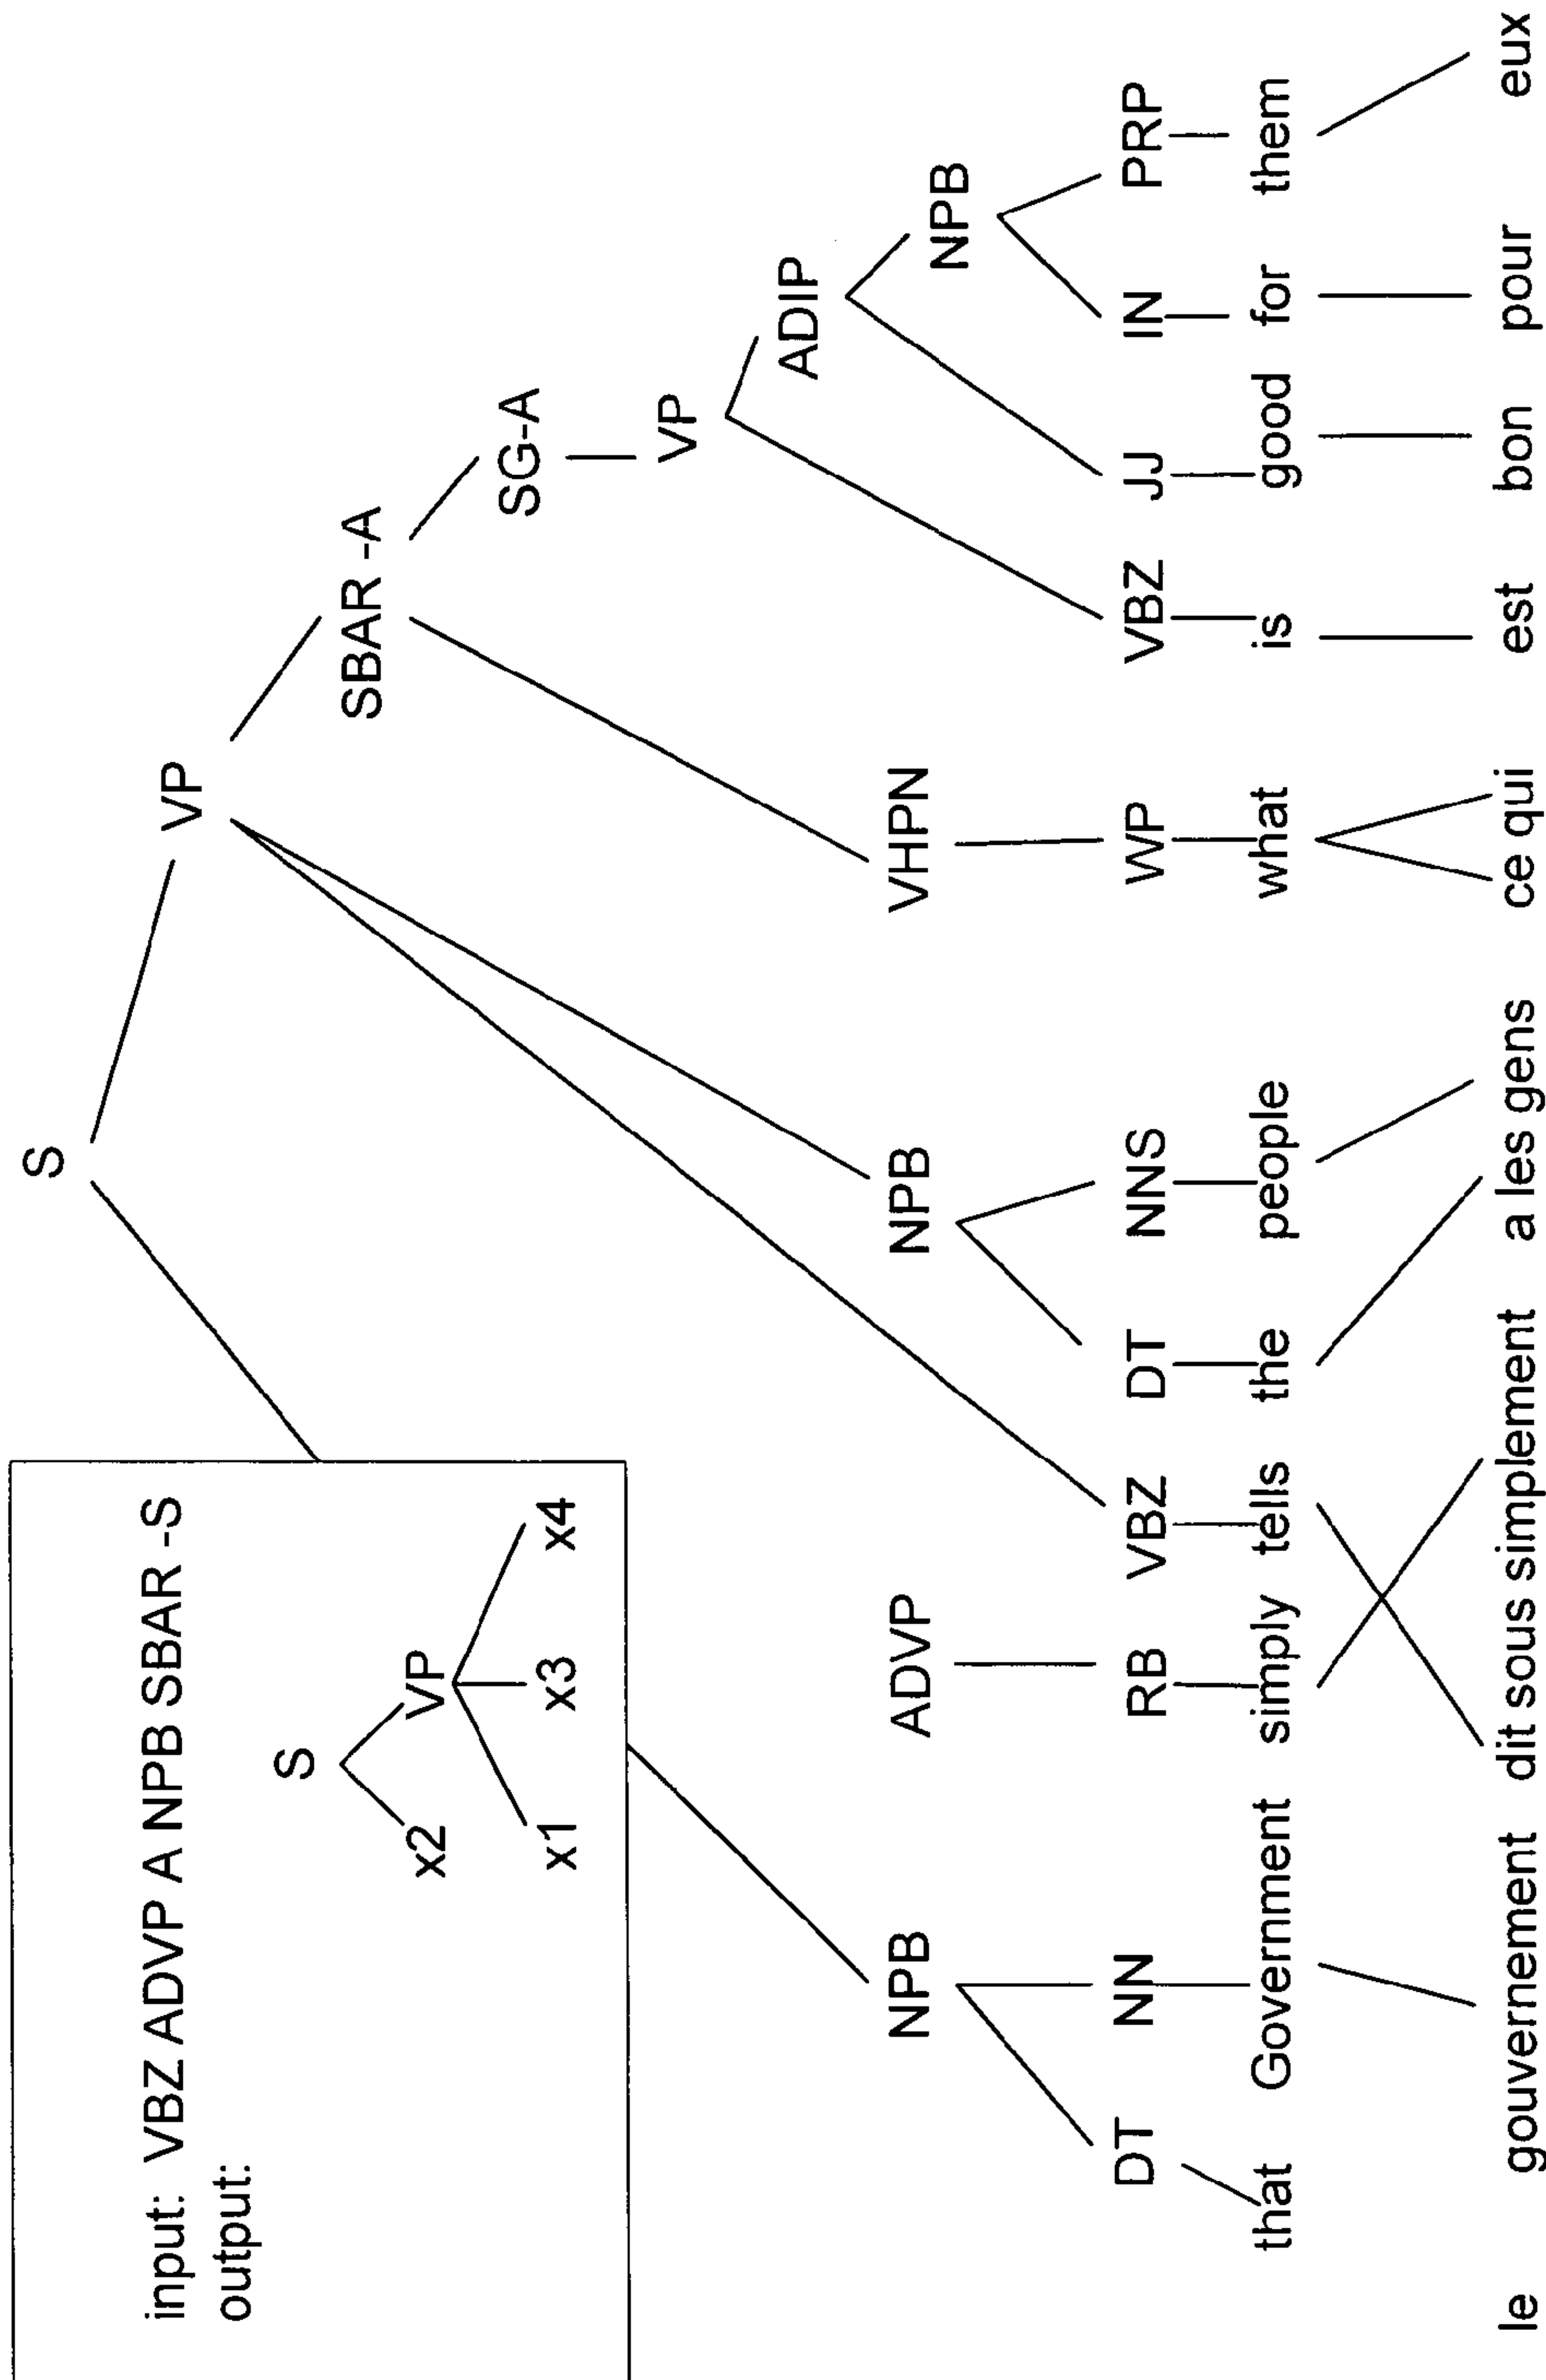 S
input: VBZ ADVP A NPB SBAR -S
VP
output:
S
x2 VP
SBAR -A
x1 x3 x4
SG-A
VP
ADIP
NPB ADVP NPB VHPN NPB
DT NN RB VBZ DT NNS WP VBZ JJ IN PRP
that Government simply tells the people what is good for them
le gouvernement dit sous simplement a les gens ce qui est bon pour eux